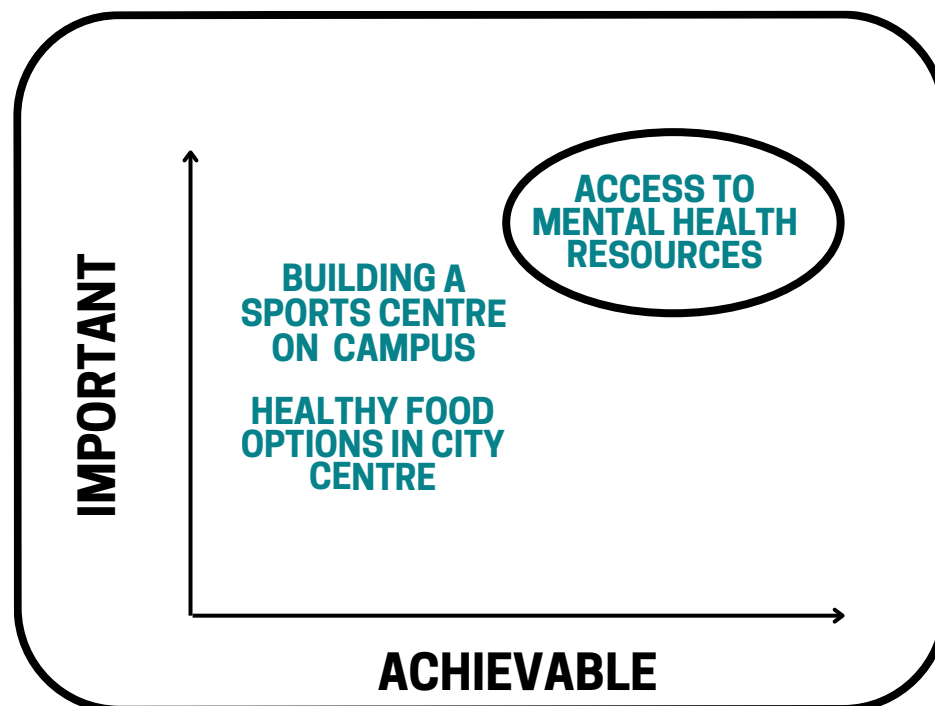 ACCESS TO
MENTAL HEALTH
RESOURCES
BUILDING A
SPORTS CENTRE
ON CAMPUS
HEALTHY FOOD
OPTIONS IN CITY
CENTRE
IMPORTANT
ACHIEVABLE